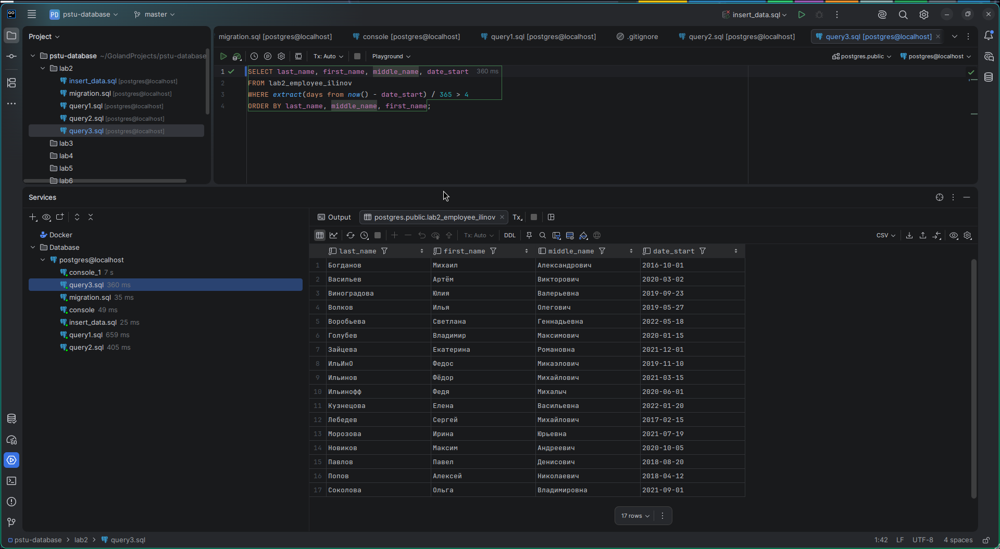 GO
PD pstu-database
master
insert_data.sql
Project
migration.sql [postgres@localhost]
console [postgres@localhost]
query1.sql [postgres@localhost]
.gitignore
query2.sql [postgres@localhost]
query3.sql [postgres@localhost]
pstu-database ~/GolandProjects/pstu-database
lab2
insert_data.sql [postgres@localhost]
migration.sql [postgres@localhost]
query1.sql [postgres@localhost]
query2.sql [postgres@localhost]
query3.sql [postgres@localhost]
lab3
lab4
lab5
lab6
Tx: Auto
Playground
postgres.public
postgres@localhost
1 SELECT last_name, first_name, middle_name, date_start 360 ms
2 FROM lab2_employee_ilinov
3 WHERE extract(days from now() - date_start) / 365 > 4
4 ORDER BY last_name, middle_name, first_name;
Services
Docker
Database
postgres@localhost
console_1 7 s
query3.sql 360 ms
migration.sql 35 ms
console 49 ms
insert_data.sql 25 ms
query1.sql 659 ms
query2.sql 405 ms
Output
postgres.public.lab2_employee_ilinov
Tx
Tx: Auto
DDL
CSV
last_name first_name middle_name date_start
1 Богданов Михаил Александрович 2016-10-01
2 Васильев Артём Викторович 2020-03-02
3 Виноградова Юлия Валерьевна 2019-09-23
4 Волков Илья Олегович 2019-05-27
5 Воробьева Светлана Геннадьевна 2022-05-18
6 Голубев Владимир Максимович 2020-01-15
7 Зайцева Екатерина Романовна 2021-12-01
8 ИльИнО Федос Микаэлович 2019-11-10
9 Ильинов Фёдор Михайлович 2021-03-15
10 Ильинофф Федя Михалыч 2020-06-01
11 Кузнецова Елена Васильевна 2022-01-20
12 Лебедев Сергей Михайлович 2017-02-15
13 Морозова Ирина Юрьевна 2021-07-19
14 Новиков Максим Андреевич 2020-10-05
15 Павлов Павел Денисович 2018-08-20
16 Попов Алексей Николаевич 2018-04-12
17 Соколова Ольга Владимировна 2021-09-01
17 rows
pstu-database > lab2 > query3.sql
1:42 LF UTF-8 4 spaces